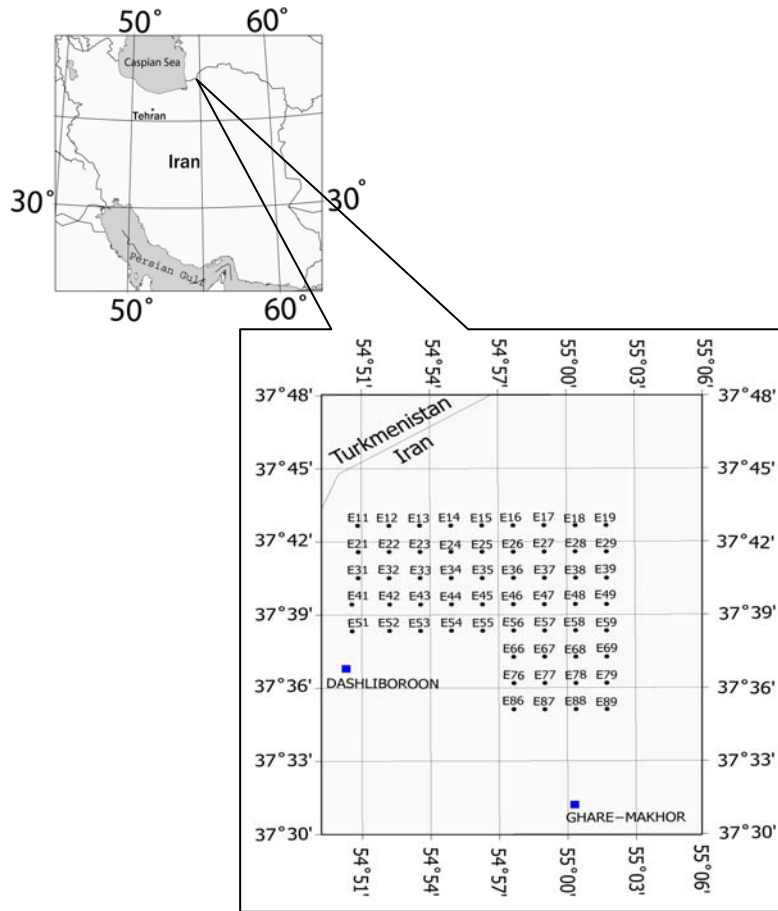 50° 60°
Caspian Sea
Tehran
Iran
30° 30°
Persian Gulf
50° 60°
54°51' 54°54' 54°57' 55°00' 55°03' 55°06'
37°48' 37°48'
Turkmenistan
Iran
37°45' 37°45'
E11 E12 E13 E14 E15 E16 E17 E18 E19
37°42' 37°42'
E21 E22 E23 E24 E25 E26 E27 E28 E29
E31 E32 E33 E34 E35 E36 E37 E38 E39
E41 E42 E43 E44 E45 E46 E47 E48 E49
37°39' 37°39'
E51 E52 E53 E54 E55 E56 E57 E58 E59
E66 E67 E68 E69
E76 E77 E78 E79
DASHLIBOROON
37°36' 37°36'
E86 E87 E88 E89
37°33' 37°33'
GHARE-MAKHOR
37°30' 37°30'
54°51' 54°54' 54°57' 55°00' 55°03' 55°06'